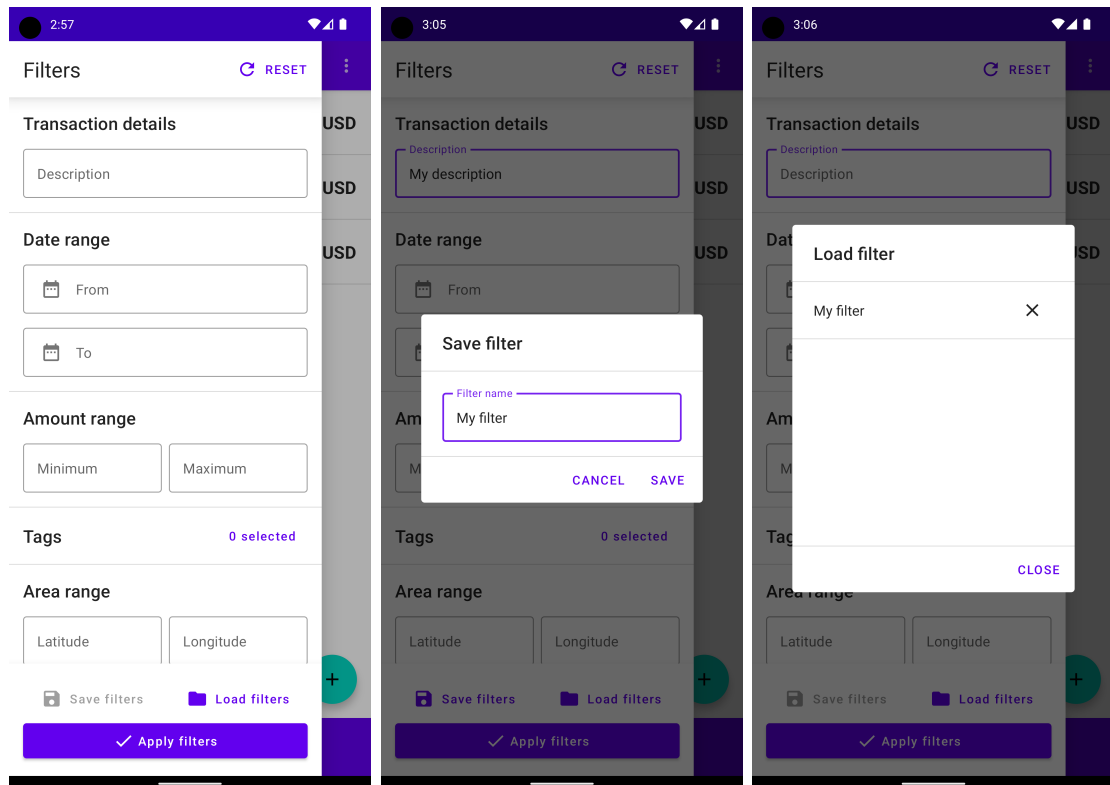 2:57
Filters
RESET
Transaction details
USD
Description
USD
Date range
USD
From
To
Amount range
Minimum
Maximum
Tags
0 selected
Area range
Latitude
Longitude
Save filters
Load filters
Apply filters
3:05
Filters
RESET
Transaction details
USD
Description
My description
USD
Date range
USD
From
Save filter
Filter name
My filter
CANCEL
SAVE
Am
M
Tags
0 selected
Area range
Latitude
Longitude
Save filters
Load filters
Apply filters
3:06
Filters
RESET
Transaction details
USD
Description
Description
USD
Dat
USD
Load filter
My filter
CLOSE
Am
M
Tag
Area range
Latitude
Longitude
Save filters
Load filters
Apply filters